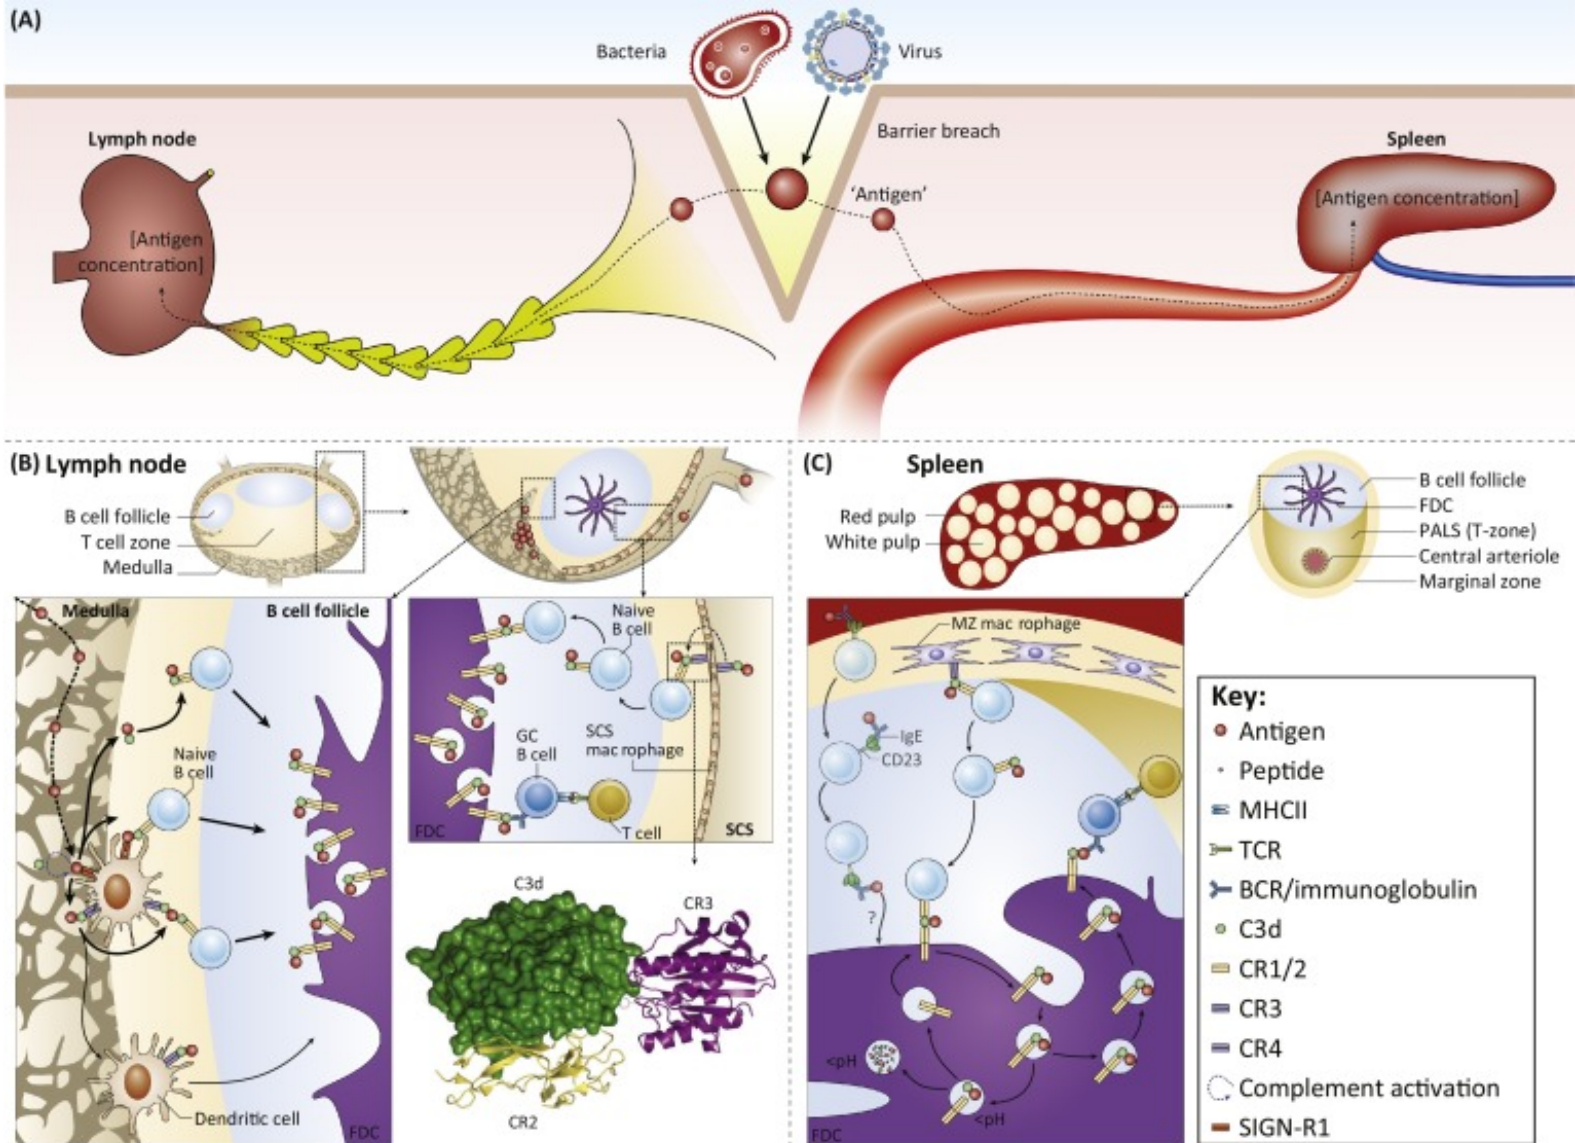 (A)
Bacteria
Virus
Barrier breach
Lymph node
Spleen
'Antigen'
[Antigen concentration]
[Antigen
concentration]
(B) Lymph node
B cell follicle
T cell zone
Medulla
Medulla
B cell follicle
Naive
B cell
Dendritic cell
FDC
Naive
B cell
GC
B cell
SCS
mac rophage
T cell
FDC
SCS
C3d
CR3
CR2
(C)
Spleen
Red pulp
White pulp
B cell follicle
FDC
PALS (T-zone)
Central arteriole
Marginal zone
MZ mac rophage
IgE
CD23
?
<pH
<pH
FDC
Key:
Antigen
Peptide
MHCII
TCR
BCR/immunoglobulin
C3d
CR1/2
CR3
CR4
Complement activation
SIGN-R1